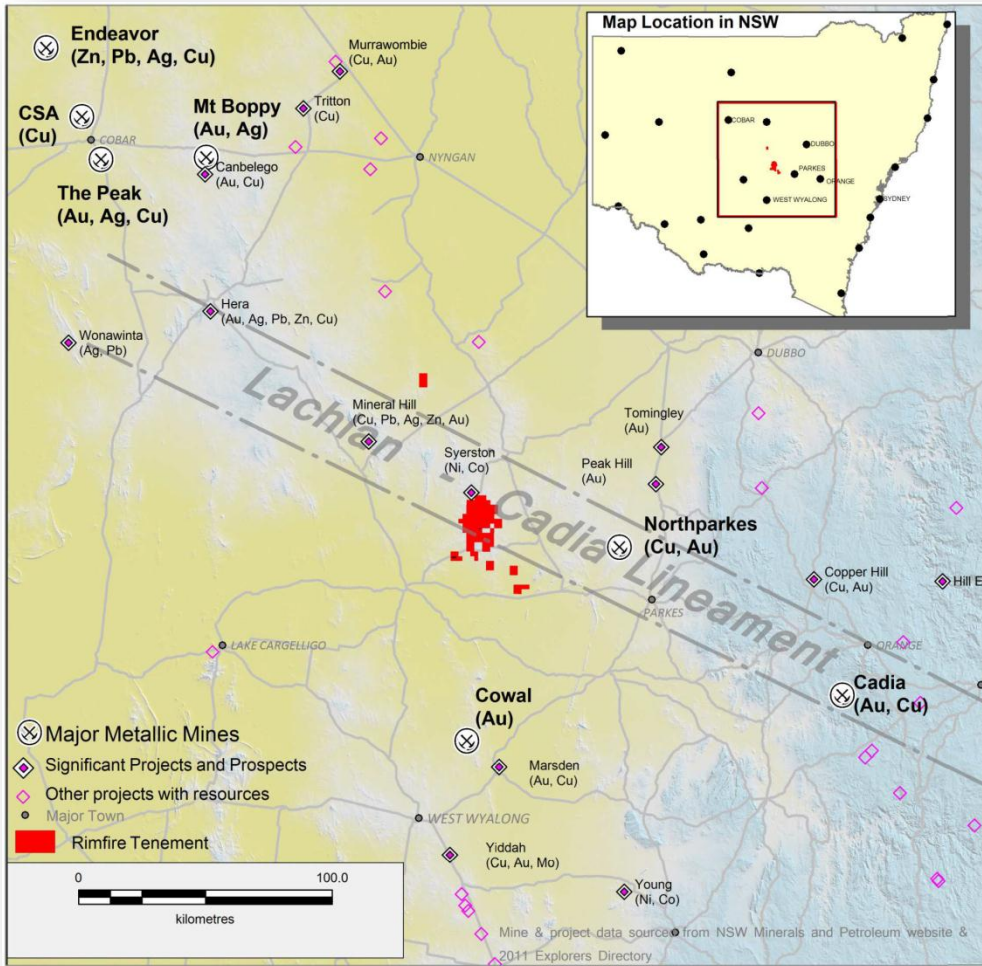 Endeavor
(Zn, Pb, Ag, Cu)
Murrawombie
(Cu, Au)
CSA
(Cu)
COBAR
Mt Boppy
(Au, Ag)
Tritton
(Cu)
NYNGAN
The Peak
(Au, Ag, Cu)
Canbelego
(Au, Cu)
Map Location in NSW
COBAR
DUBBO
PARKES
ORANGE
WEST WYALONG
SYDNEY
Hera
(Au, Ag, Pb, Zn, Cu)
Wonawinta
(Ag, Pb)
DUBBO
Lachlan - Cadia Lineament
Mineral Hill
(Cu, Pb, Ag, Zn, Au)
Tomingley
(Au)
Syerston
(Ni, Co)
Peak Hill
(Au)
Northparkes
(Cu, Au)
Copper Hill
(Cu, Au)
Hill E
PARKES
LAKE CARGELLIGO
ORANGE
Cadia
(Au, Cu)
Cowal
(Au)
Marsden
(Au, Cu)
WEST WYALONG
Yiddah
(Cu, Au, Mo)
Young
(Ni, Co)
Major Metallic Mines
Significant Projects and Prospects
Other projects with resources
Major Town
Rimfire Tenement
0 100.0
kilometres
Mine & project data sourced from NSW Minerals and Petroleum website &
2011 Explorers Directory